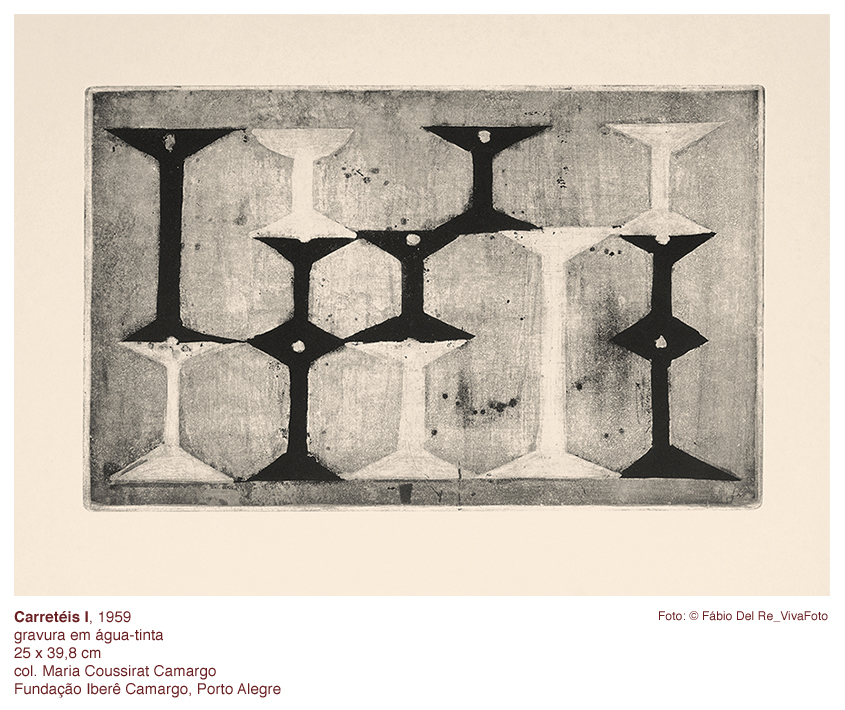 Carretéis I, 1959
gravura em água-tinta
25 x 39,8 cm
col. Maria Coussirat Camargo
Fundação Iberê Camargo, Porto Alegre
Foto: © Fábio Del Re_VivaFoto